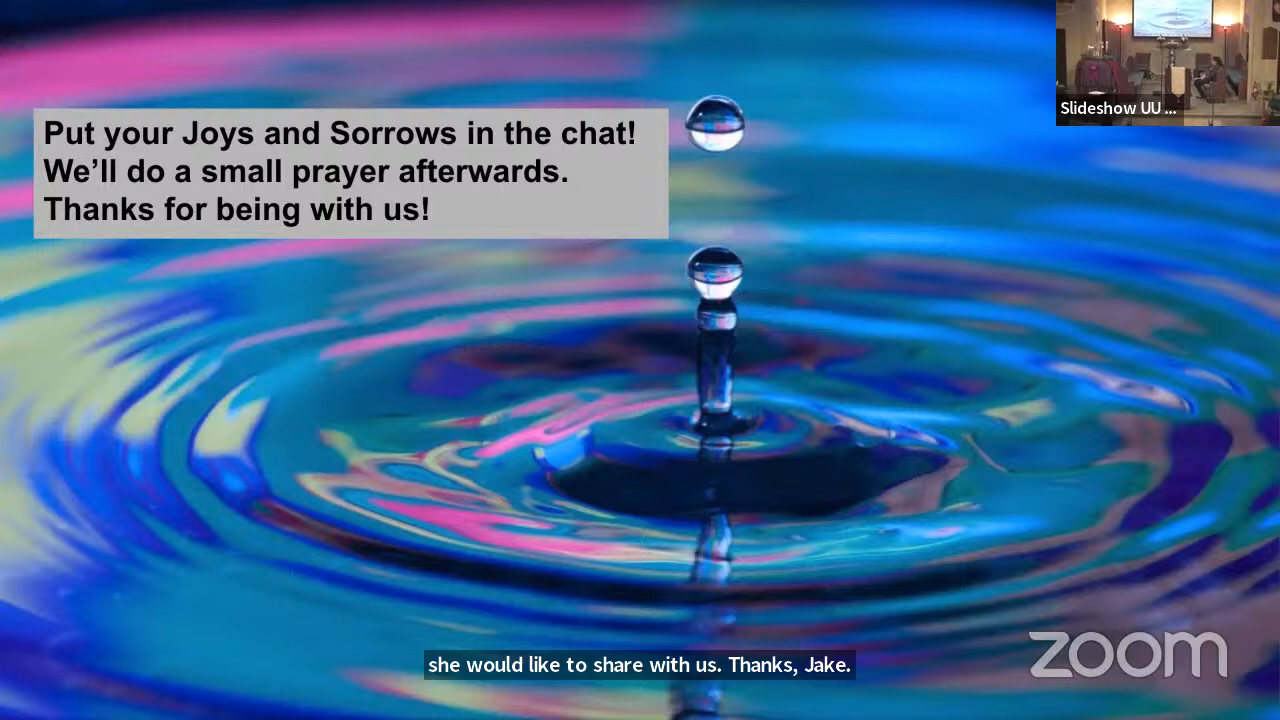 Slideshow UU ...
Put your Joys and Sorrows in the chat!
We’ll do a small prayer afterwards.
Thanks for being with us!
zoom
she would like to share with us. Thanks, Jake.